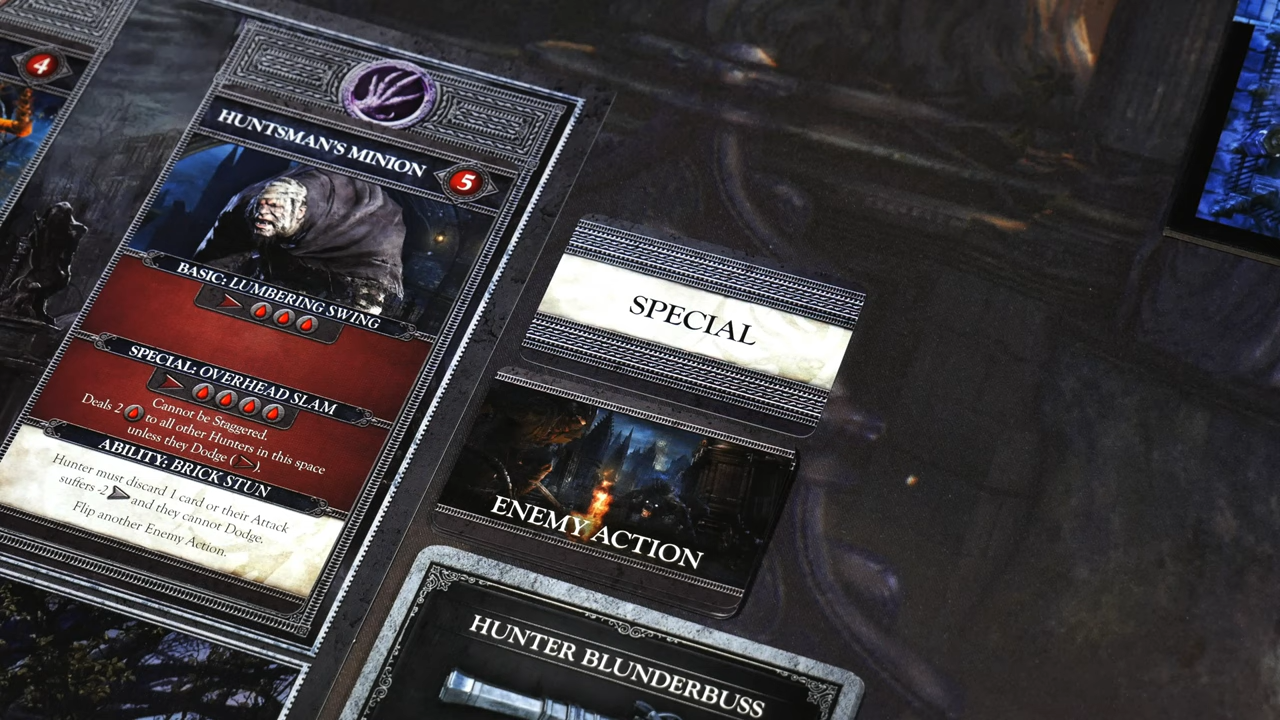 4
HUNTSMAN'S MINION
5
BASIC: LUMBERING SWING
SPECIAL: OVERHEAD SLAM
Cannot be Staggered.
Deals 2 to all other Hunters in this space
unless they Dodge ( ).
ABILITY: BRICK STUN
Hunter must discard 1 card or their Attack
suffers -2 and they cannot Dodge.
Flip another Enemy Action.
SPECIAL
ENEMY ACTION
HUNTER BLUNDERBUSS